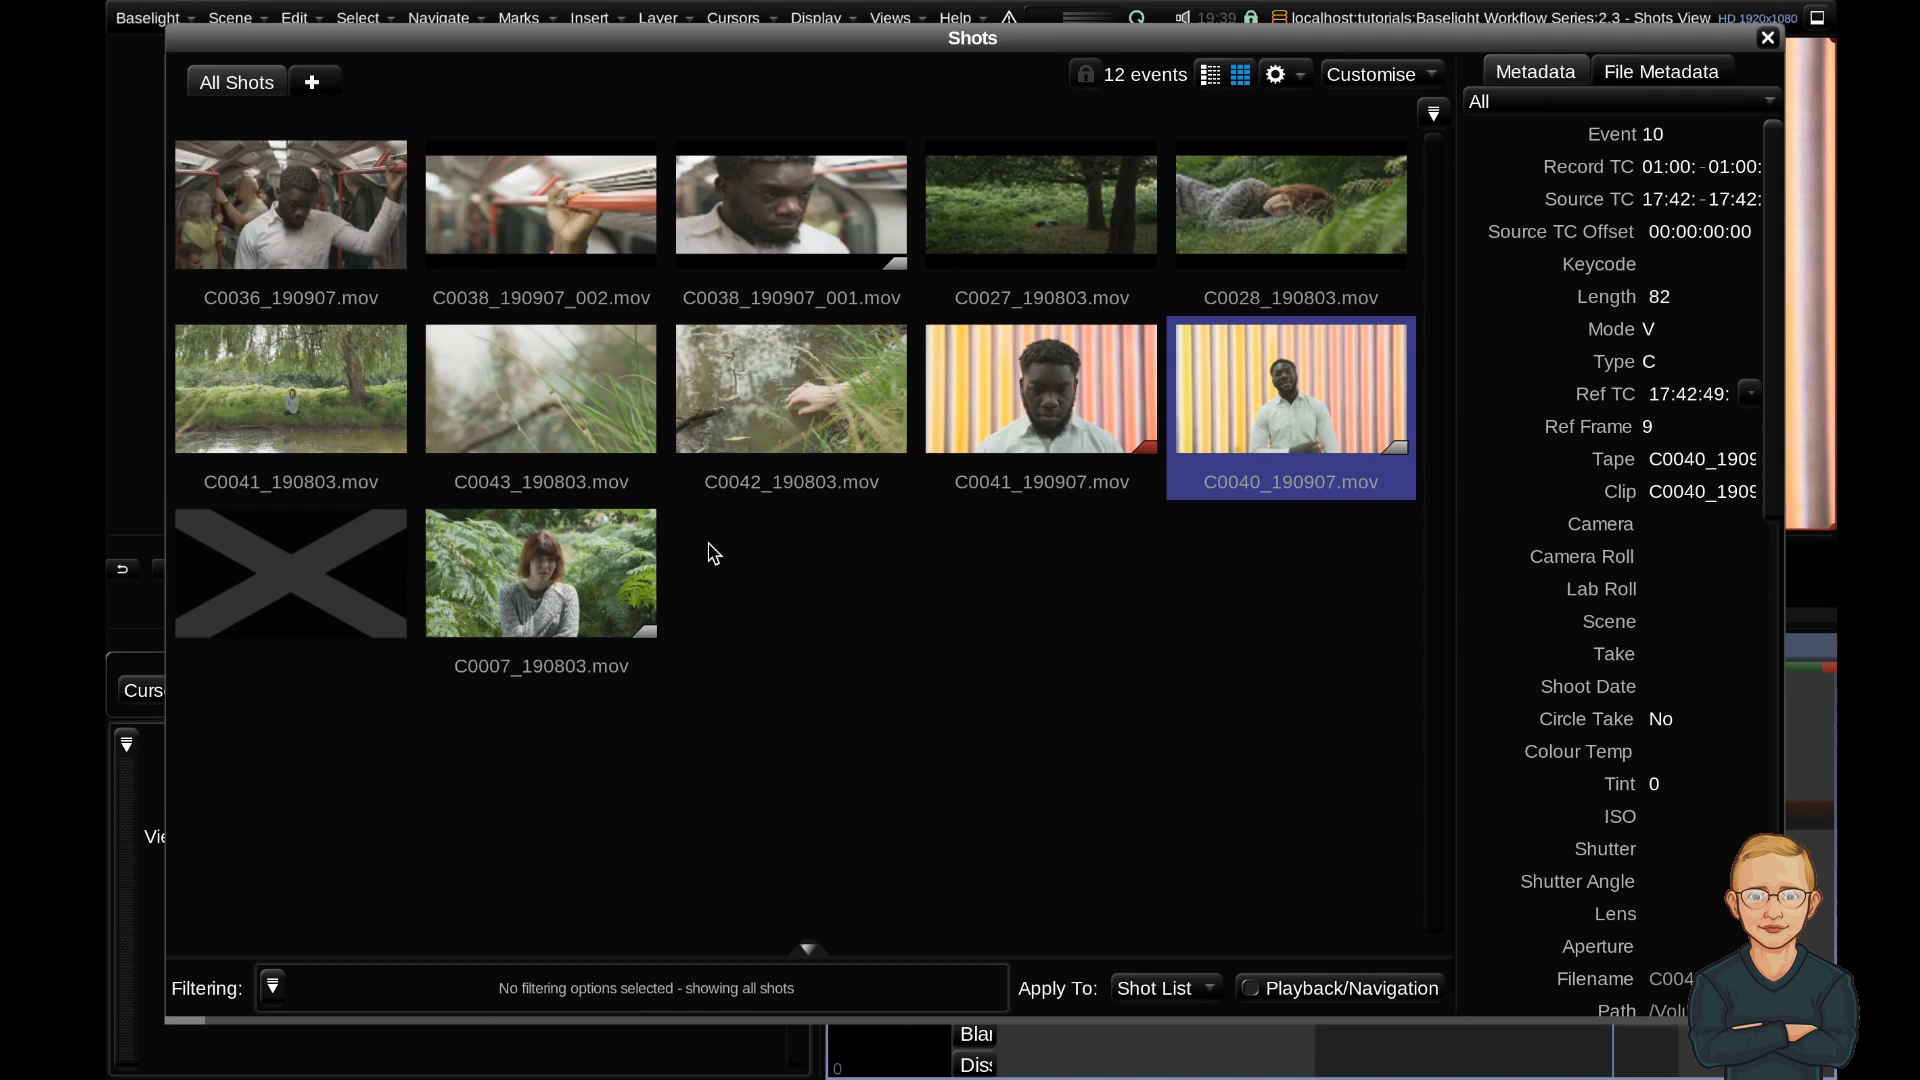 Baselight Scene Edit Select Navigate Marks Insert Layer Cursors Display Views Help 19:39 localhost:tutorials:Baselight Workflow Series:2.3 - Shots View HD 1920x1080
Shots
All Shots
12 events
Customise
Metadata File Metadata
All
C0036_190907.mov
C0038_190907_002.mov
C0038_190907_001.mov
C0027_190803.mov
C0028_190803.mov
C0041_190803.mov
C0043_190803.mov
C0042_190803.mov
C0041_190907.mov
C0040_190907.mov
C0007_190803.mov
Event 10
Record TC 01:00: - 01:00:
Source TC 17:42: - 17:42:
Source TC Offset 00:00:00:00
Keycode
Length 82
Mode V
Type C
Ref TC 17:42:49:
Ref Frame 9
Tape C0040_1909
Clip C0040_1909
Camera
Camera Roll
Lab Roll
Scene
Take
Shoot Date
Circle Take No
Colour Temp
Tint 0
ISO
Shutter
Shutter Angle
Lens
Aperture
Filename C004
Path /Volu
Curs
Vie
Filtering:
No filtering options selected - showing all shots
Apply To: Shot List Playback/Navigation
Blan
Diss
0